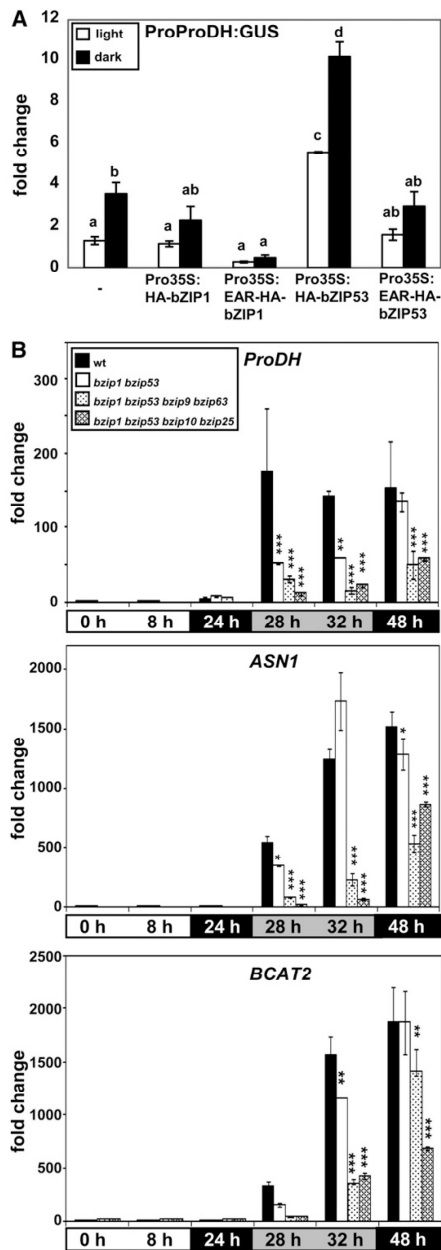 A
ProProDH:GUS
light
dark
fold change
12
10
8
6
4
2
0
a
b
a
ab
a
a
c
d
ab
ab
-
Pro35S:
HA-bZIP1
Pro35S:
EAR-HA-
bZIP1
Pro35S:
HA-bZIP53
Pro35S:
EAR-HA-
bZIP53
B
ProDH
wt
bzip1 bzip53
bzip1 bzip53 bzip9 bzip63
bzip1 bzip53 bzip10 bzip25
fold change
300
200
100
0
***
***
***
**
***
***
***
***
0 h 8 h 24 h 28 h 32 h 48 h
ASN1
fold change
2000
1500
1000
500
0
*
***
***
***
***
*
***
***
0 h 8 h 24 h 28 h 32 h 48 h
BCAT2
fold change
2500
2000
1500
1000
500
0
**
***
***
**
***
0 h 8 h 24 h 28 h 32 h 48 h